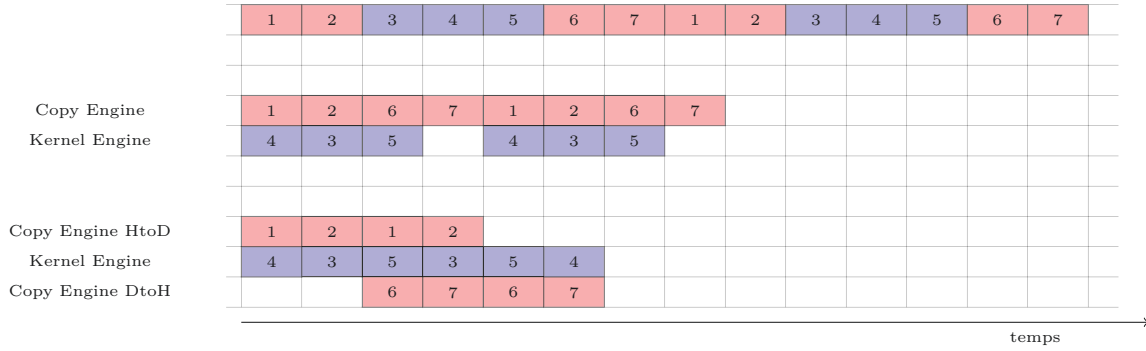 1 2 3 4 5 6 7 1 2 3 4 5 6 7
Copy Engine 1 2 6 7 1 2 6 7
Kernel Engine 4 3 5 4 3 5
Copy Engine HtoD 1 2 1 2
Kernel Engine 4 3 5 3 5 4
Copy Engine DtoH 6 7 6 7
temps